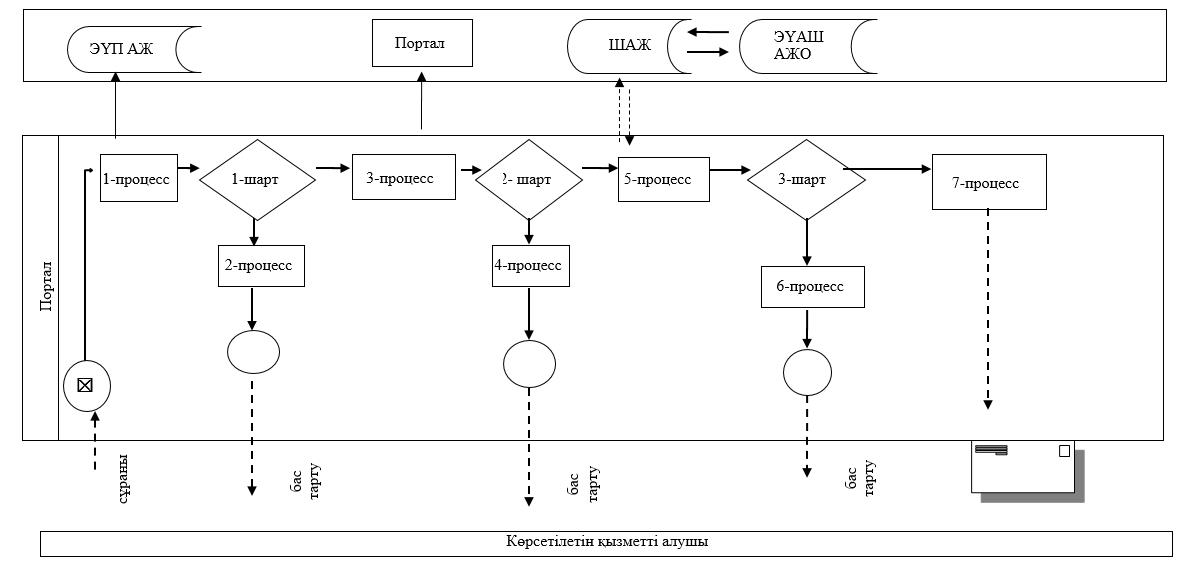 ЭҮП АЖ
Портал
ШАЖ
ЭҮАШ
АЖО
Портал
1-процесс
1-шарт
3-процесс
2- шарт
5-процесс
3-шарт
7-процесс
2-процесс
4-процесс
6-процесс
сұраны
бас
тарту
бас
тарту
бас
тарту
Көрсетілетін қызметті алушы